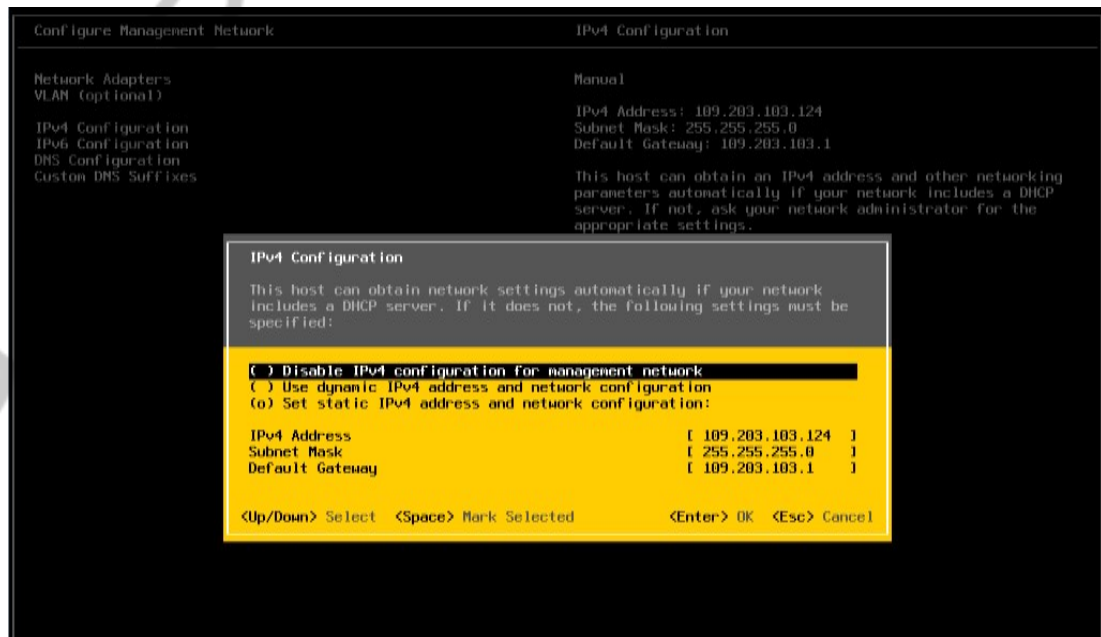 Configure Management Network
IPv4 Configuration
Network Adapters
VLAN (optional)
IPv4 Configuration
IPv6 Configuration
DNS Configuration
Custom DNS Suffixes
Manual
IPv4 Address: 109.203.103.124
Subnet Mask: 255.255.255.0
Default Gateway: 109.203.103.1
This host can obtain an IPv4 address and other networking
parameters automatically if your network includes a DHCP
server. If not, ask your network administrator for the
appropriate settings.
IPv4 Configuration
This host can obtain network settings automatically if your network
includes a DHCP server. If it does not, the following settings must be
specified:
( ) Disable IPv4 configuration for management network
( ) Use dynamic IPv4 address and network configuration
(o) Set static IPv4 address and network configuration:
IPv4 Address [ 109.203.103.124 ]
Subnet Mask [ 255.255.255.0 ]
Default Gateway [ 109.203.103.1 ]
<Up/Down> Select <Space> Mark Selected <Enter> OK <Esc> Cancel